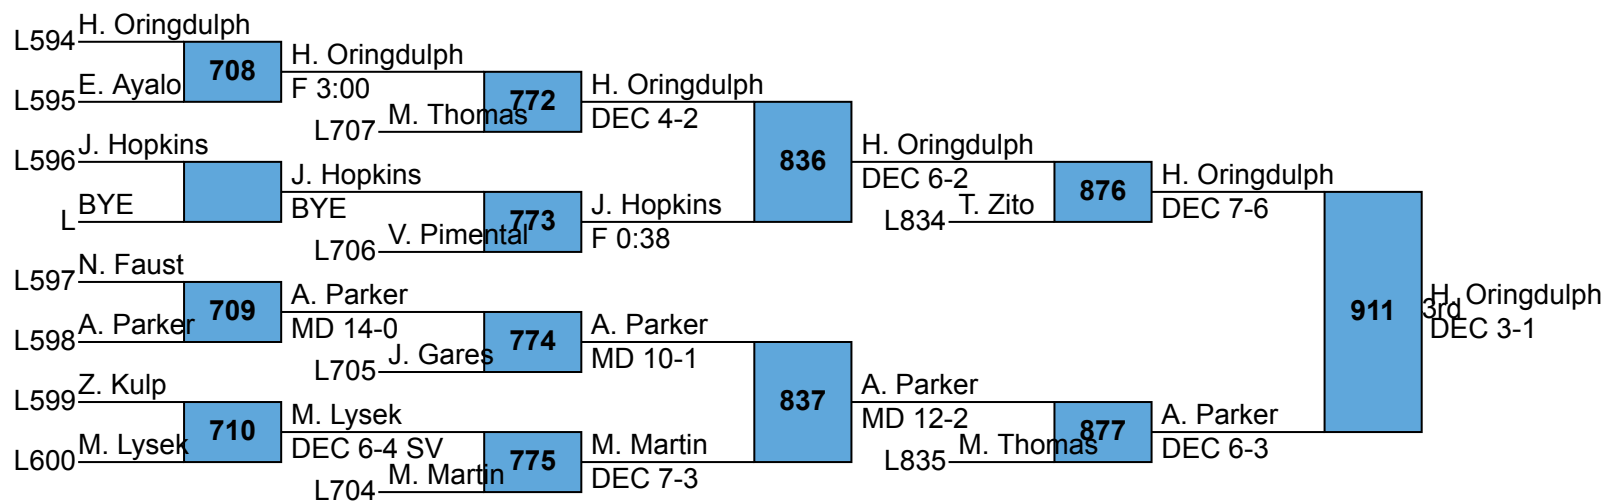 L594 H. Oringdulph
L595 E. Ayalo
708
H. Oringdulph
F 3:00
L707 M. Thomas
772
H. Oringdulph
DEC 4-2
L596 J. Hopkins
L BYE
J. Hopkins
BYE
L706 V. Pimental
773
J. Hopkins
F 0:38
836
H. Oringdulph
DEC 6-2
L834 T. Zito
876
H. Oringdulph
DEC 7-6
L597 N. Faust
L598 A. Parker
709
A. Parker
MD 14-0
L705 J. Gares
774
A. Parker
MD 10-1
L599 Z. Kulp
L600 M. Lysek
710
M. Lysek
DEC 6-4 SV
L704 M. Martin
775
M. Martin
DEC 7-3
837
A. Parker
MD 12-2
L835 M. Thomas
877
A. Parker
DEC 6-3
911
H. Oringdulph
3rd
DEC 3-1